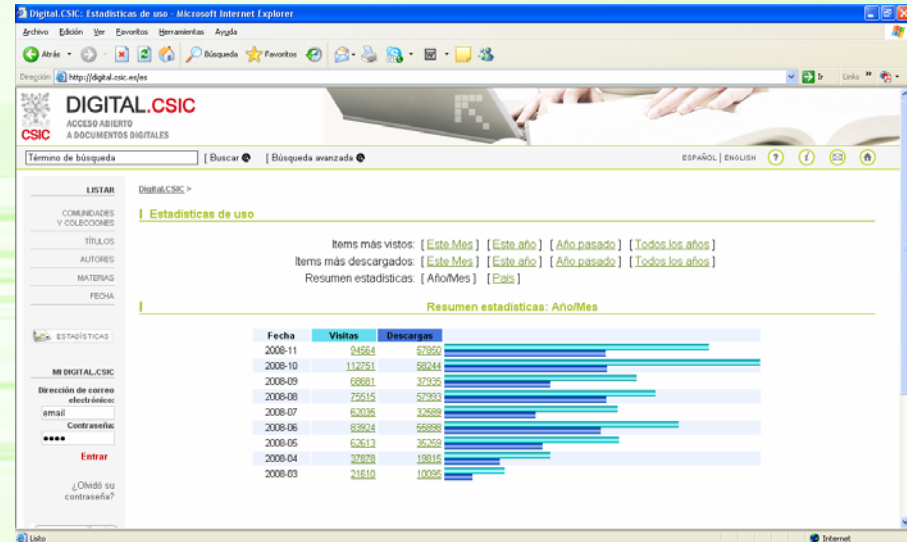 Digital.CSIC: Estadísticas de uso - Microsoft Internet Explorer
Archivo Edición Ver Favoritos Herramientas Ayuda
Atrás Búsqueda Favoritos
Dirección http://digital.csic.es/es Ir Links
DIGITAL.CSIC
ACCESO ABIERTO
A DOCUMENTOS DIGITALES
CSIC
Término de búsqueda [ Buscar [ Búsqueda avanzada ESPAÑOL | ENGLISH ? i
LISTAR
COMUNIDADES
Y COLECCIONES
TÍTULOS
AUTORES
MATERIAS
FECHA
ESTADÍSTICAS
MI DIGITAL.CSIC
Dirección de correo
electrónico:
email
Contraseña:
Entrar
¿Olvidó su
contraseña?
Digital.CSIC >
Estadísticas de uso
Items más vistos: [ Este Mes ] [ Este año ] [ Año pasado ] [ Todos los años ]
Items más descargados: [ Este Mes ] [ Este año ] [ Año pasado ] [ Todos los años ]
Resumen estadísticas: [ Año/Mes ] [ País ]
Resumen estadísticas: Año/Mes
Fecha Visitas Descargas
2008-11 94564 57850
2008-10 112751 58244
2008-09 68681 37935
2008-08 75515 57993
2008-07 62035 32589
2008-06 83924 55898
2008-05 62613 35259
2008-04 37878 19815
2008-03 21610 10095
Listo Internet